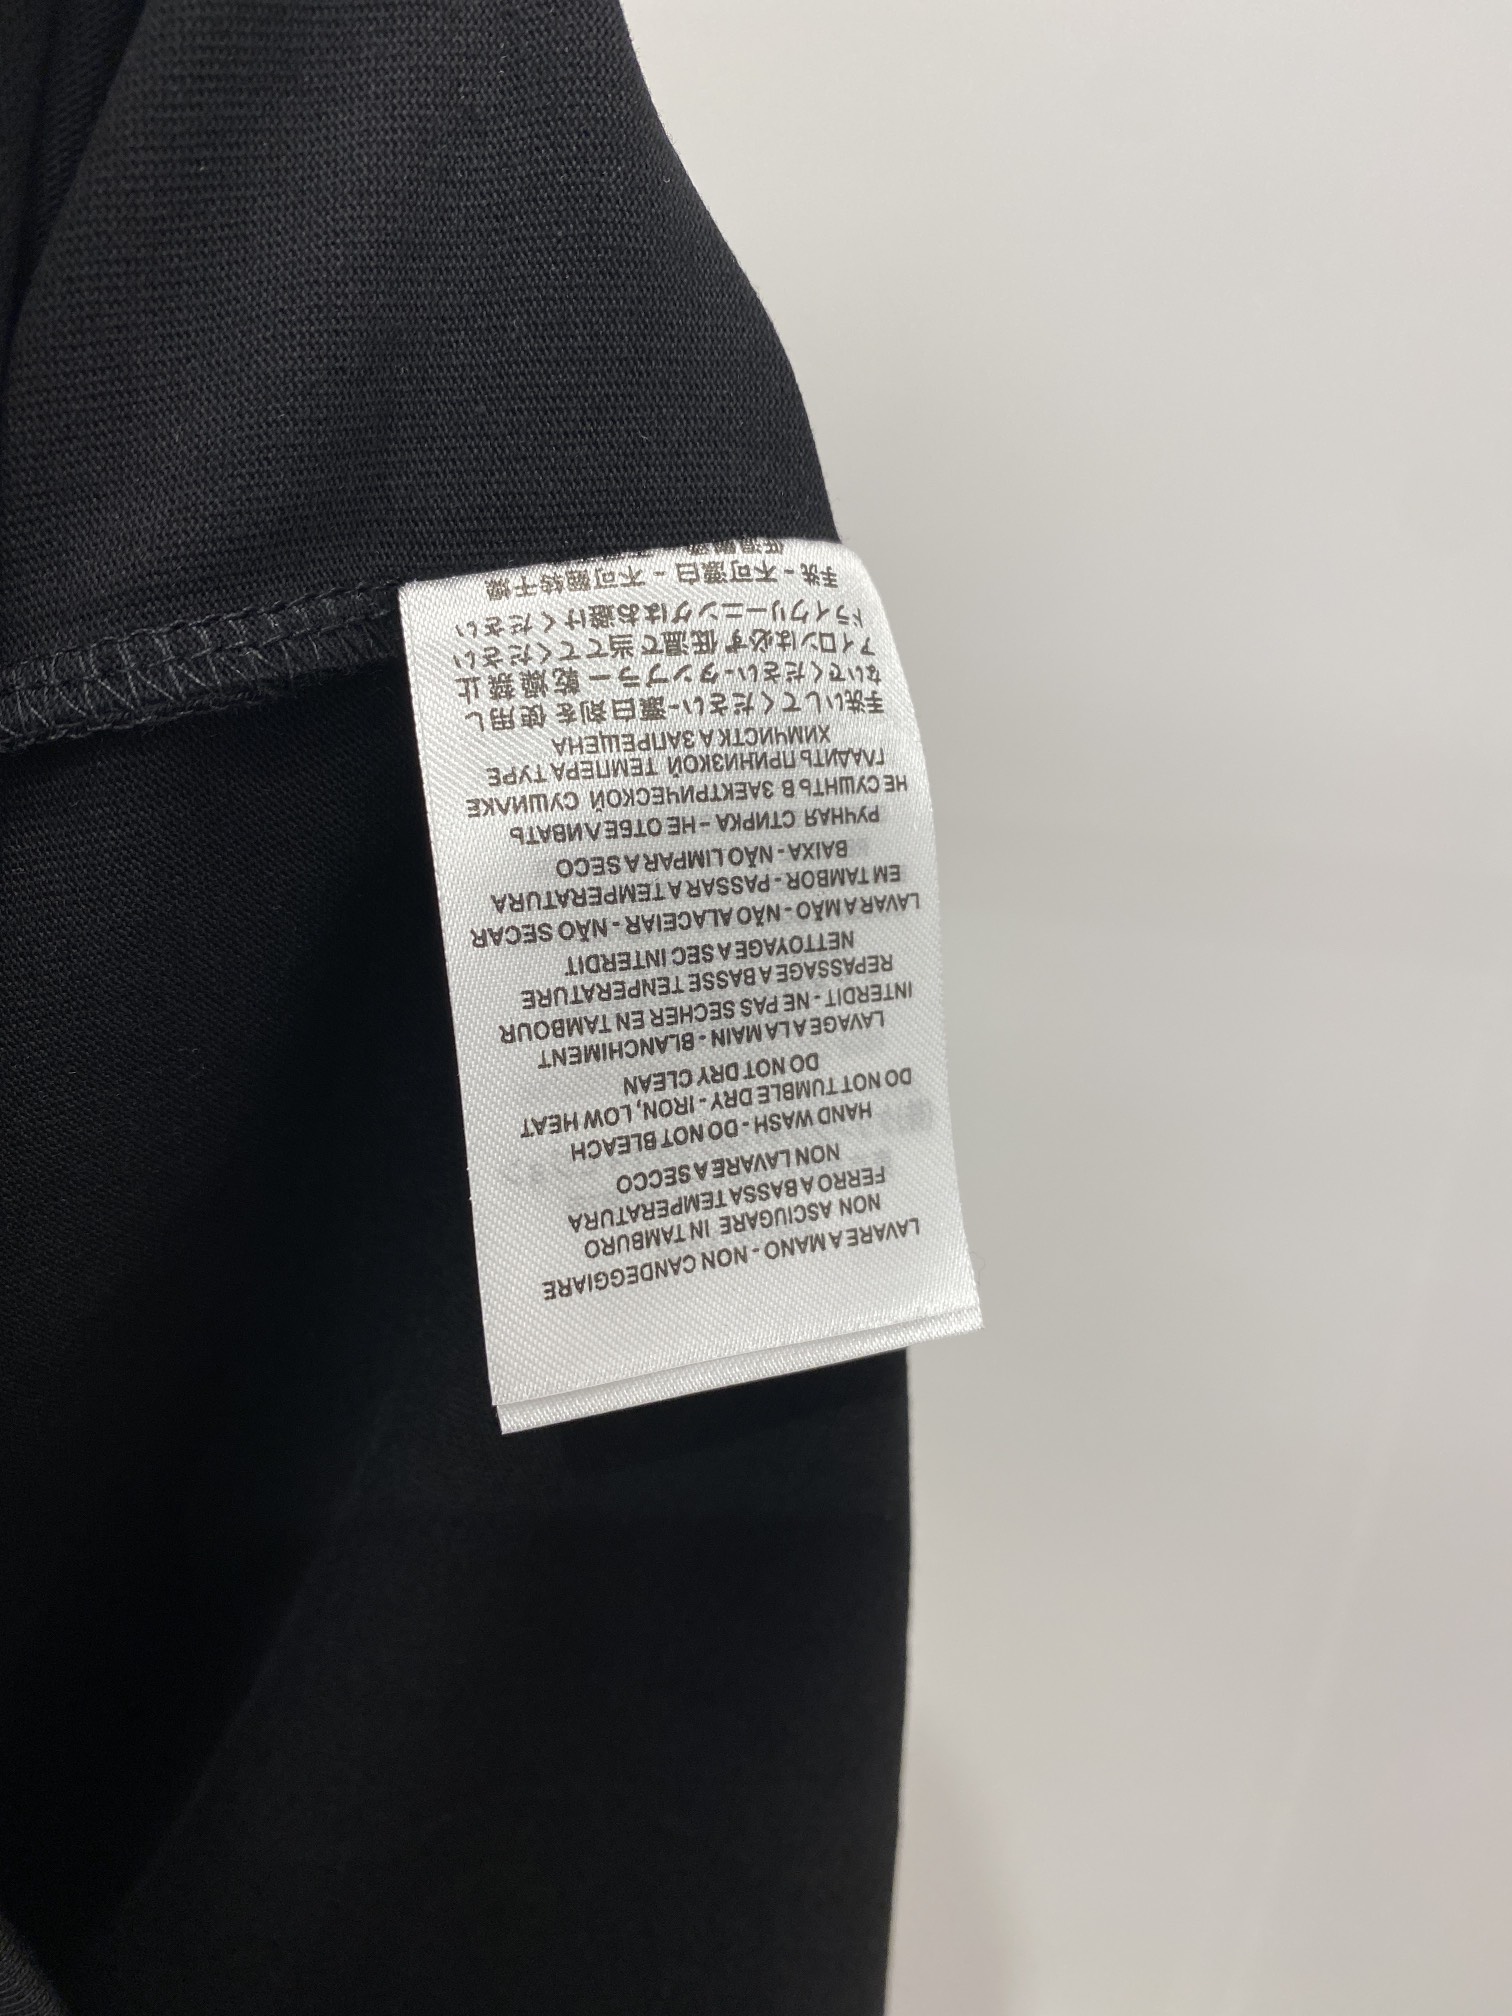 LAVARE A MANO - NON CANDEGGIARE
NON ASCIUGARE IN TAMBURO
FERRO A BASSA TEMPERATURA
NON LAVARE A SECCO
HAND WASH - DO NOT BLEACH
DO NOT TUMBLE DRY - IRON, LOW HEAT
DO NOT DRY CLEAN
LAVAGE A LA MAIN - BLANCHIMENT
INTERDIT - NE PAS SECHER EN TAMBOUR
REPASSAGE A BASSE TENPERATURE
NETTOYAGE A SEC INTERDIT
LAVAR A MÃO - NÃO ALACEIAR - NÃO SECAR
EM TAMBOR - PASSAR A TEMPERATURA
BAIXA - NÃO LIMPAR A SECO
РУЧНАЯ СТИРКА - НЕ ОТБЕЛИВАТЬ
НЕ СУШНТЬ В ЗАЕКТРИЧЕСКОЙ СУШИЛКЕ
ГЛАДИТЬ ПРИНИЗКОЙ ТЕМПЕРАТУРЕ
ХИМЧИСТКА ЗАПРЕЩЕНА
手洗いしてください-漂白剤を使用し
ないでください-タンブラー乾燥禁止
アイロンは必ず低温で当ててください
ドライクリーニングはお避けください
手洗 - 不可漂白 - 不可翻转干燥